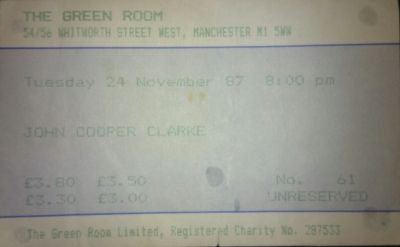 THE GREEN ROOM
54/56 WHITWORTH STREET WEST, MANCHESTER M1 5WW
Tuesday 24 November 87 8:00 pm
JOHN COOPER CLARKE
£3.80 £3.50 No. 61
£3.30 £3.00 UNRESERVED
The Green Room Limited, Registered Charity No. 287533